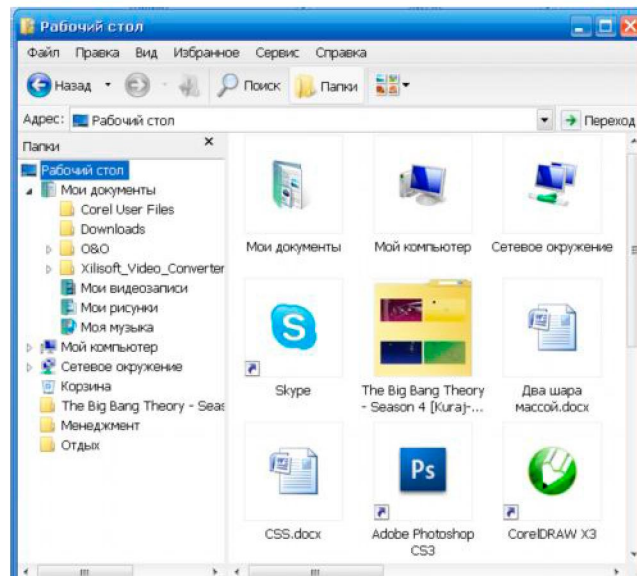 Рабочий стол
Файл Правка Вид Избранное Сервис Справка
Назад Поиск Папки
Адрес: Рабочий стол Переход
Папки
Рабочий стол
Мои документы
Corel User Files
Downloads
O&O
Xilisoft_Video_Converter
Мои видеозаписи
Мои рисунки
Моя музыка
Мой компьютер
Сетевое окружение
Корзина
The Big Bang Theory - Seas
Менеджмент
Отдых
Мои документы
Мой компьютер
Сетевое окружение
S
Skype
The Big Bang Theory
- Season 4 [Kuraj-...
Два шара
массой.docx
CSS.docx
Ps
Adobe Photoshop
CS3
CorelDRAW X3